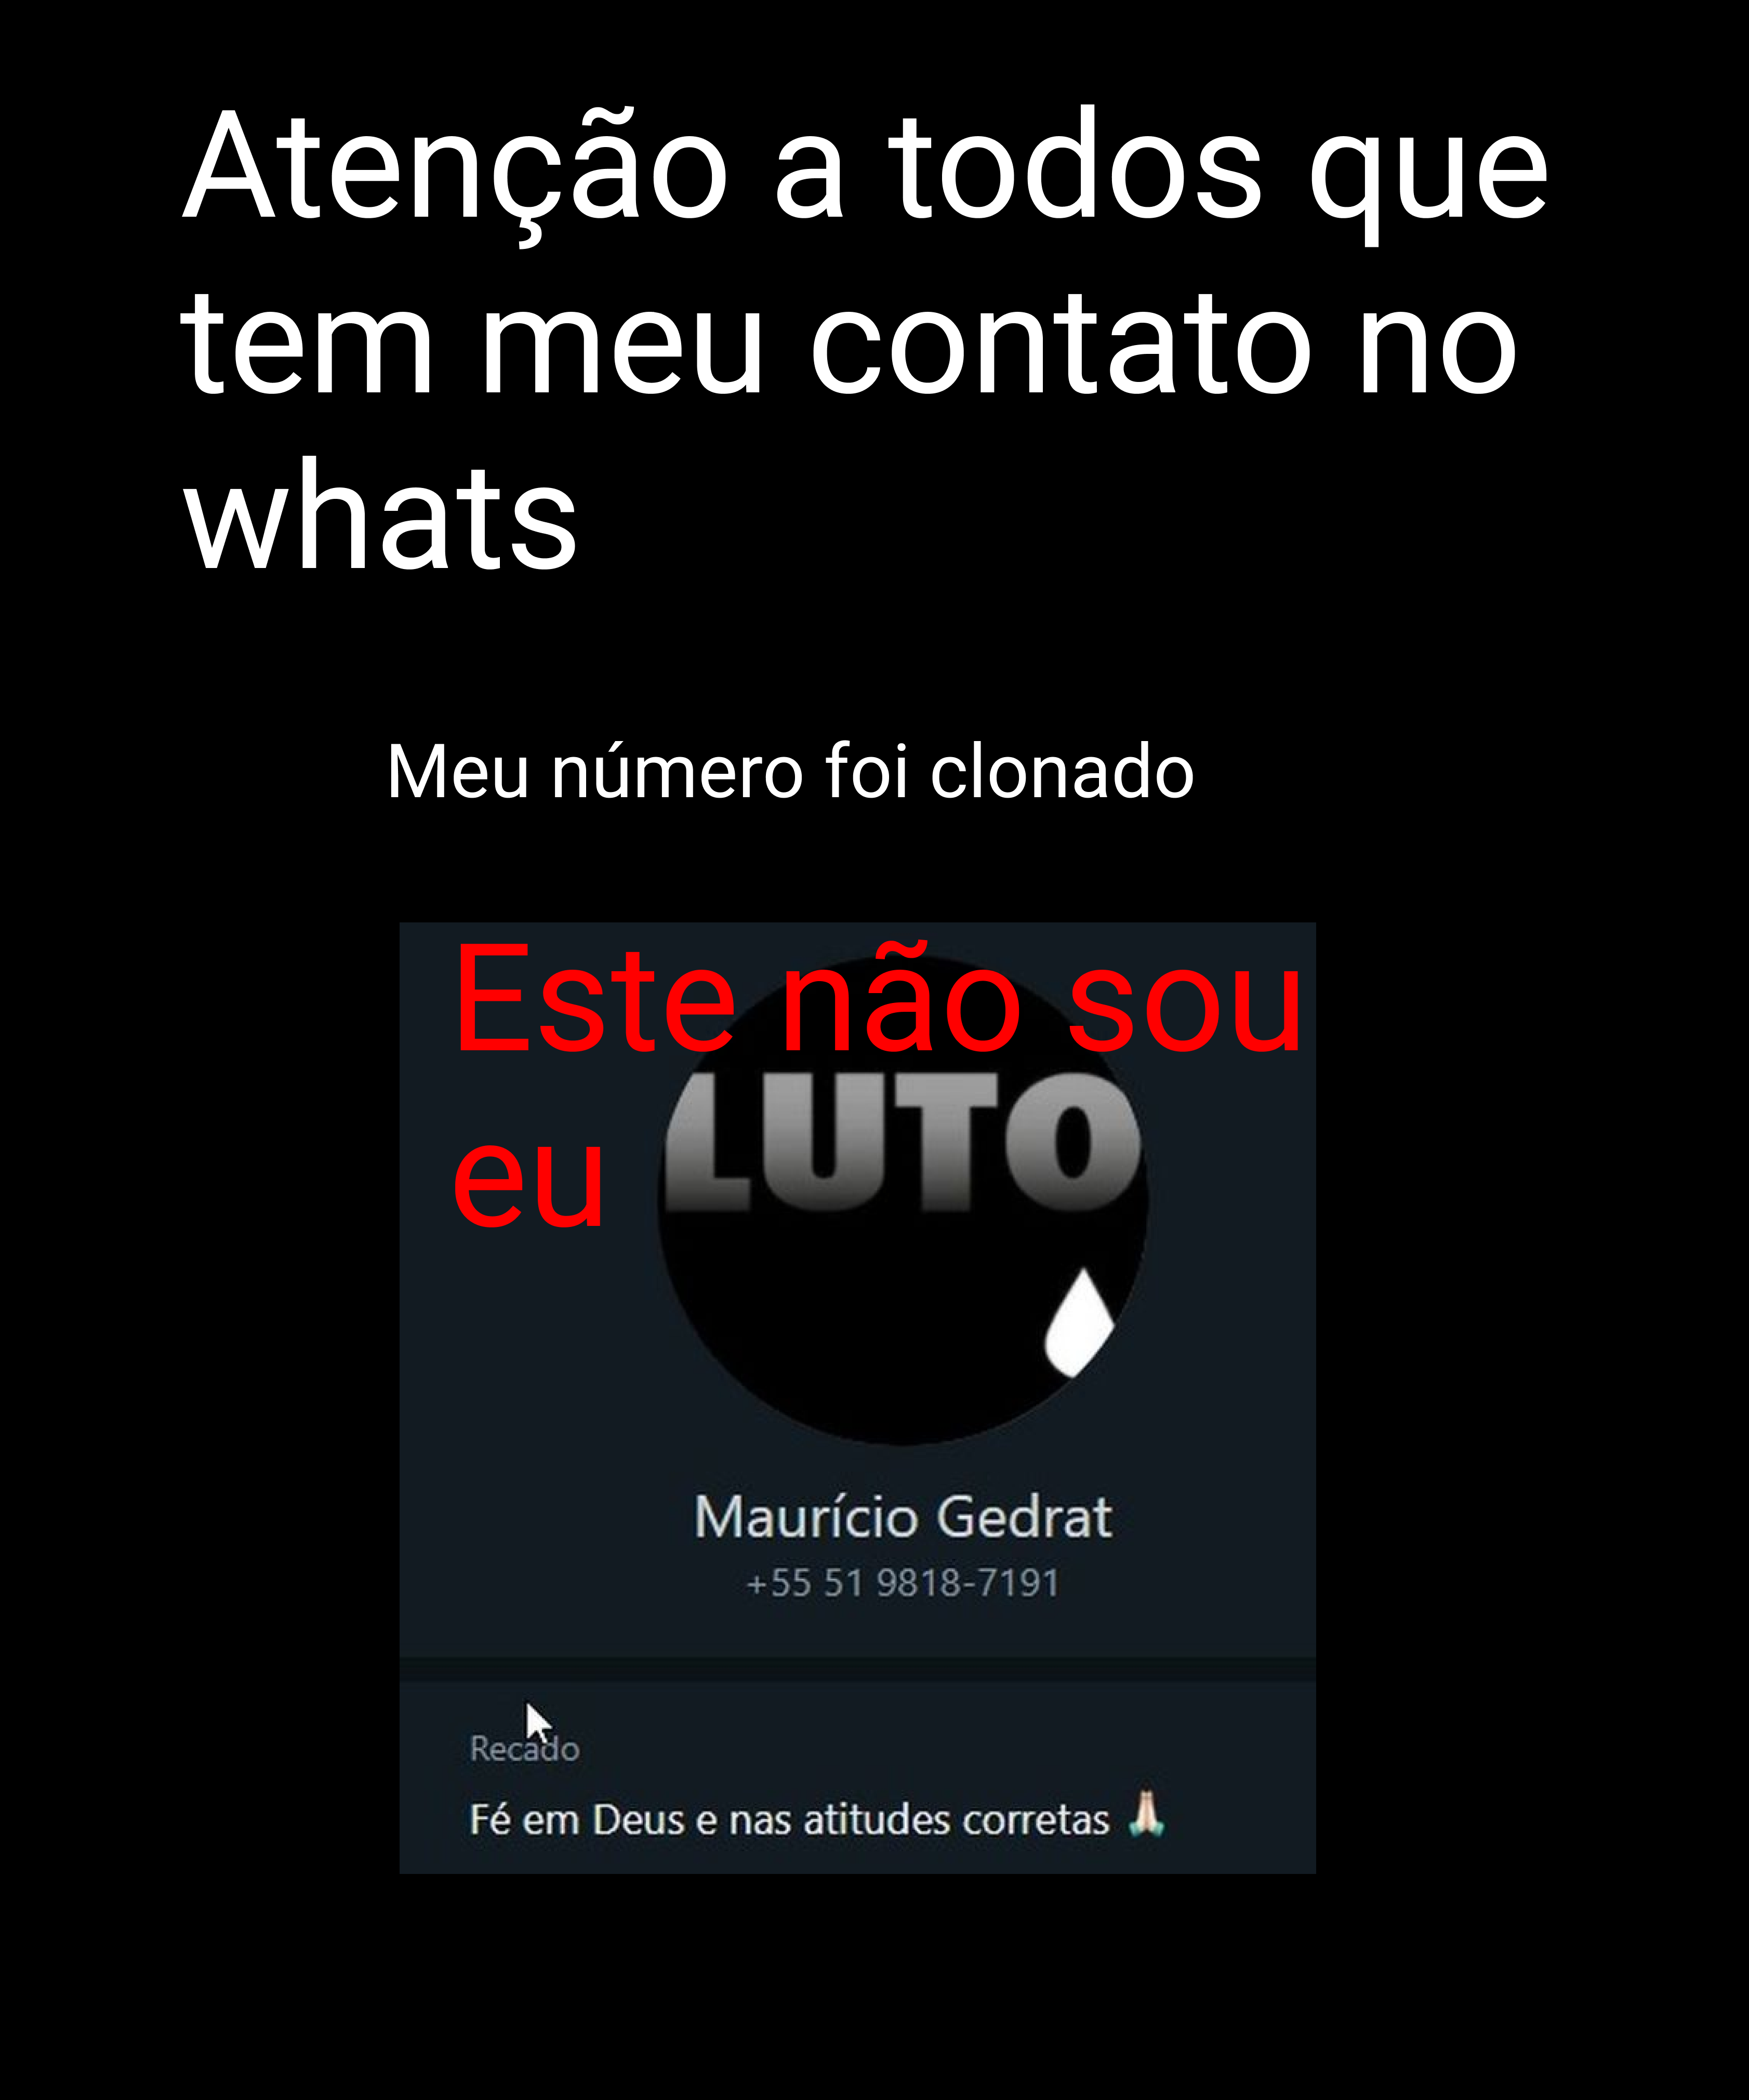 Atenção a todos que
tem meu contato no
whats
Meu número foi clonado
Este não sou
eu
LUTO
Maurício Gedrat
+55 51 9818-7191
Recado
Fé em Deus e nas atitudes corretas 🙏🏻